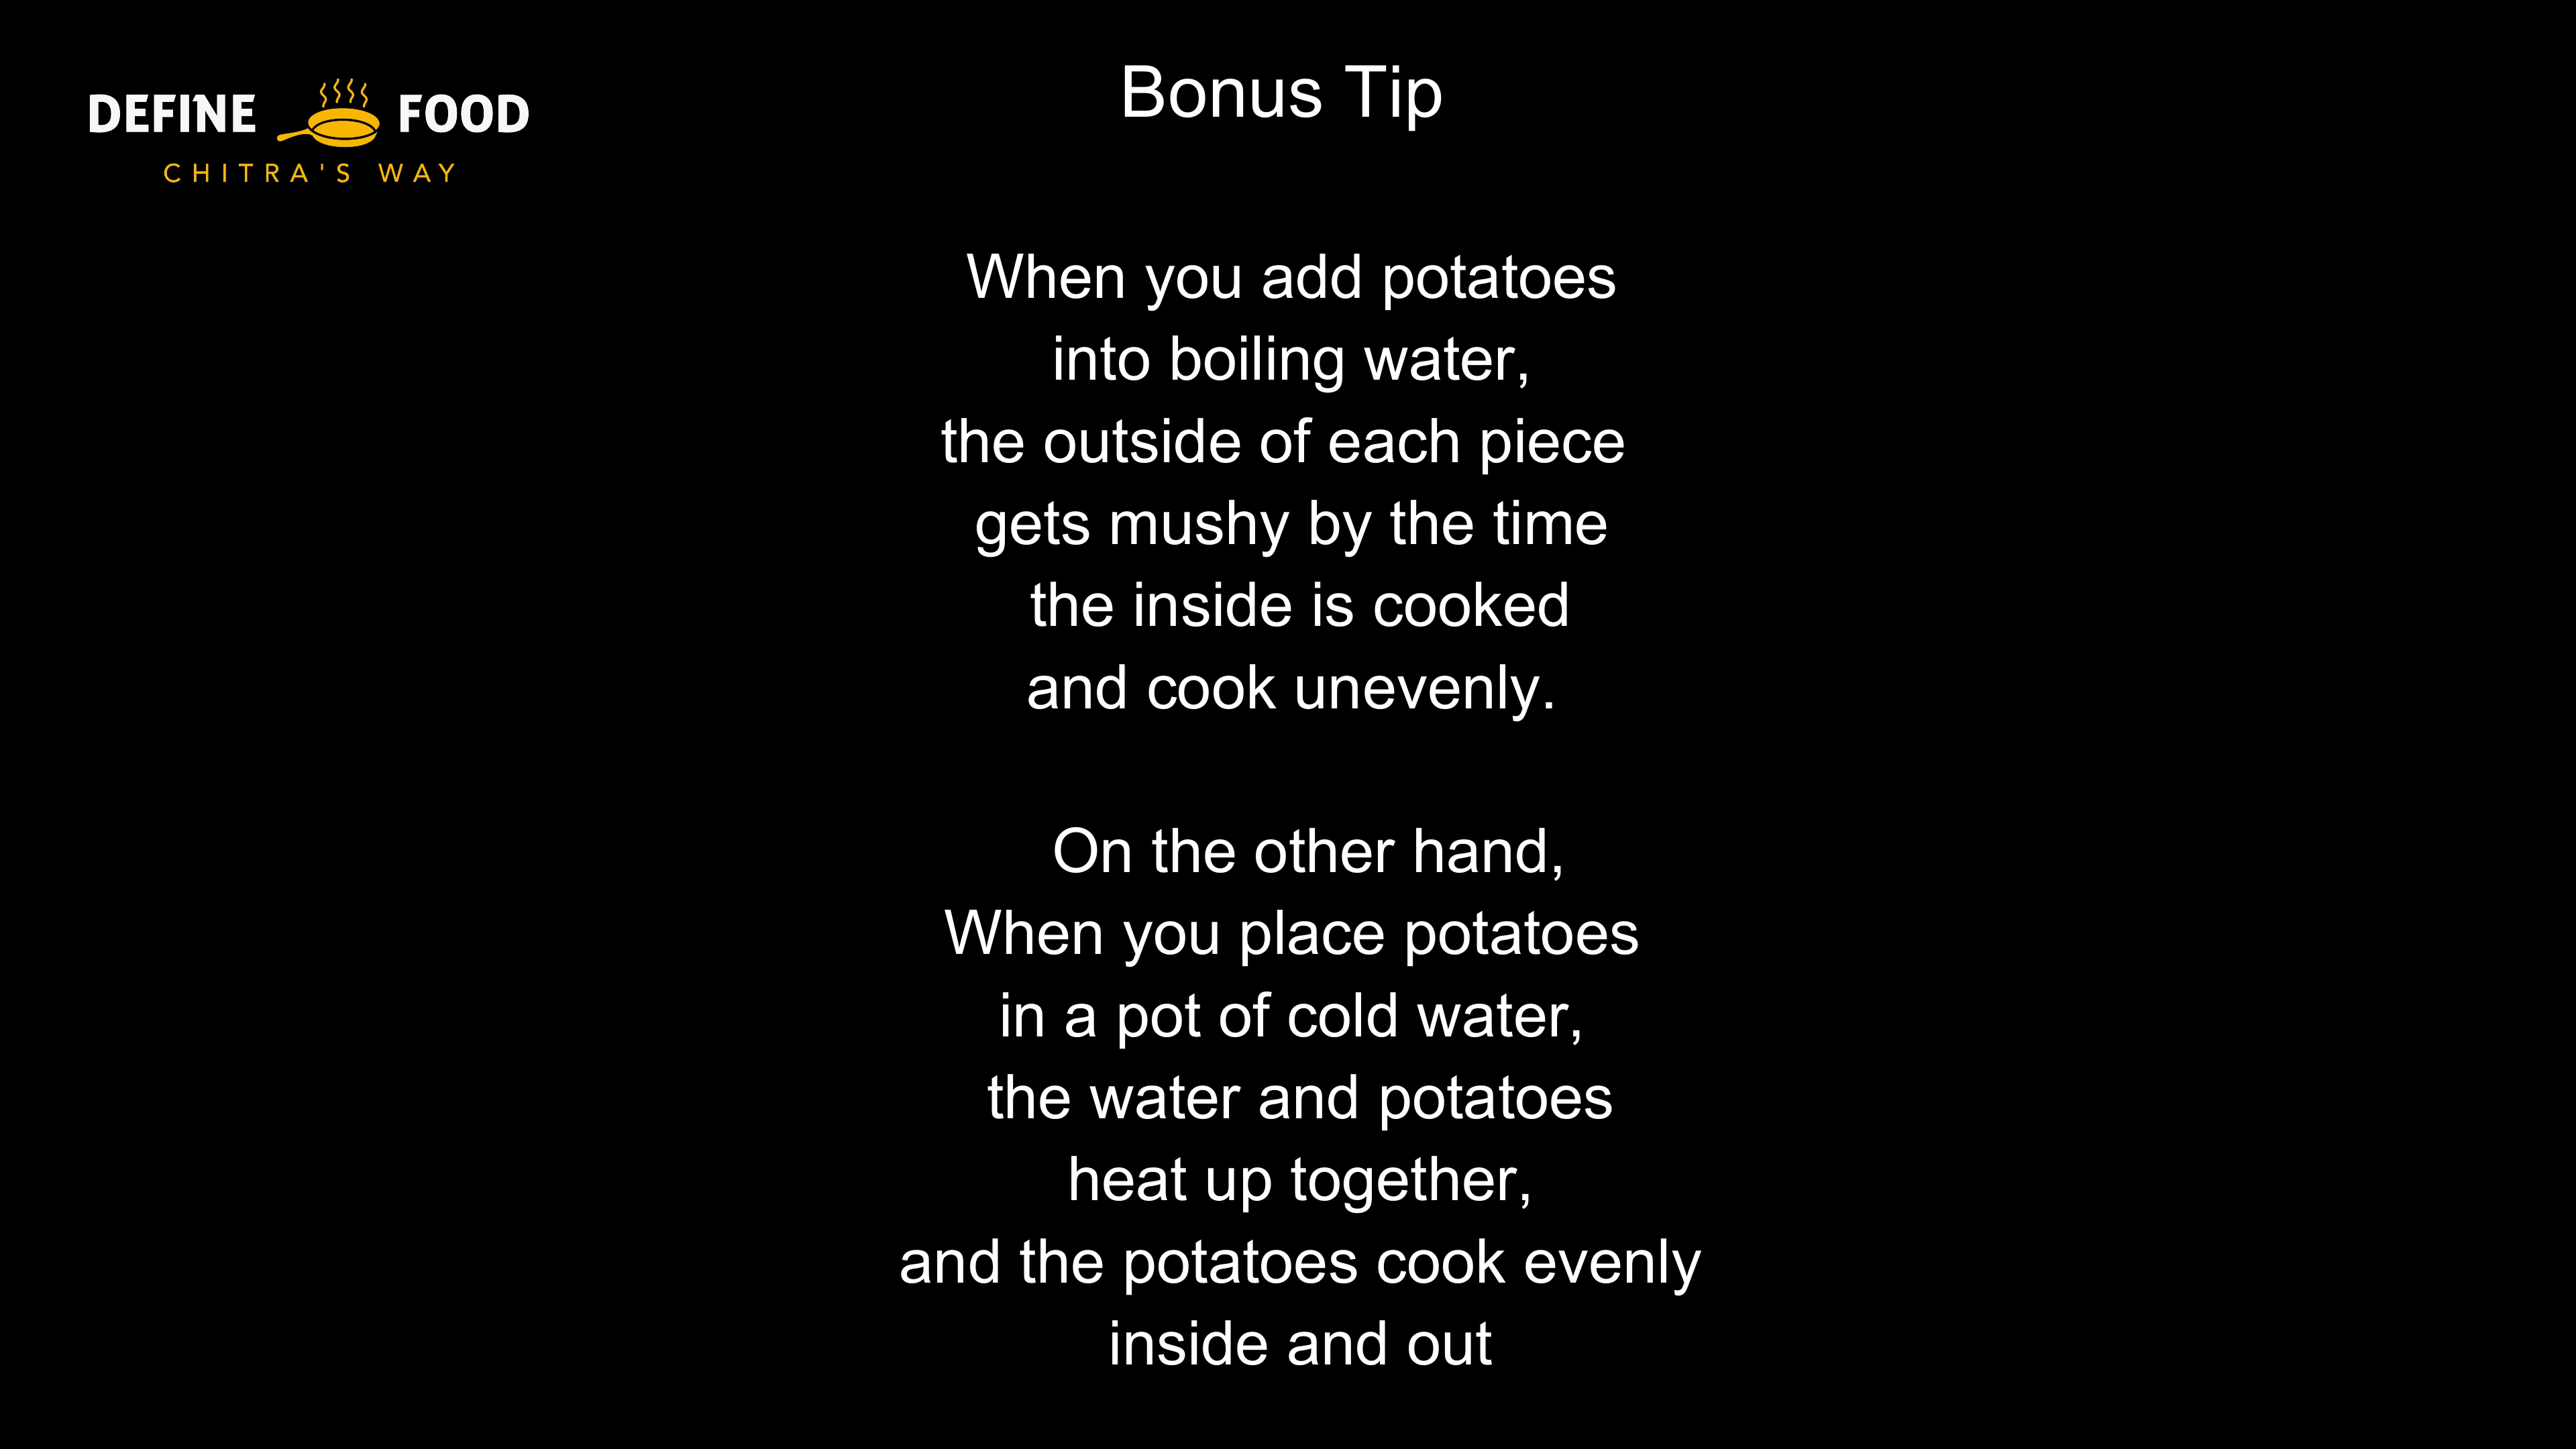 DEFINE FOOD
CHITRA'S WAY
Bonus Tip
When you add potatoes
into boiling water,
the outside of each piece
gets mushy by the time
the inside is cooked
and cook unevenly.
On the other hand,
When you place potatoes
in a pot of cold water,
the water and potatoes
heat up together,
and the potatoes cook evenly
inside and out